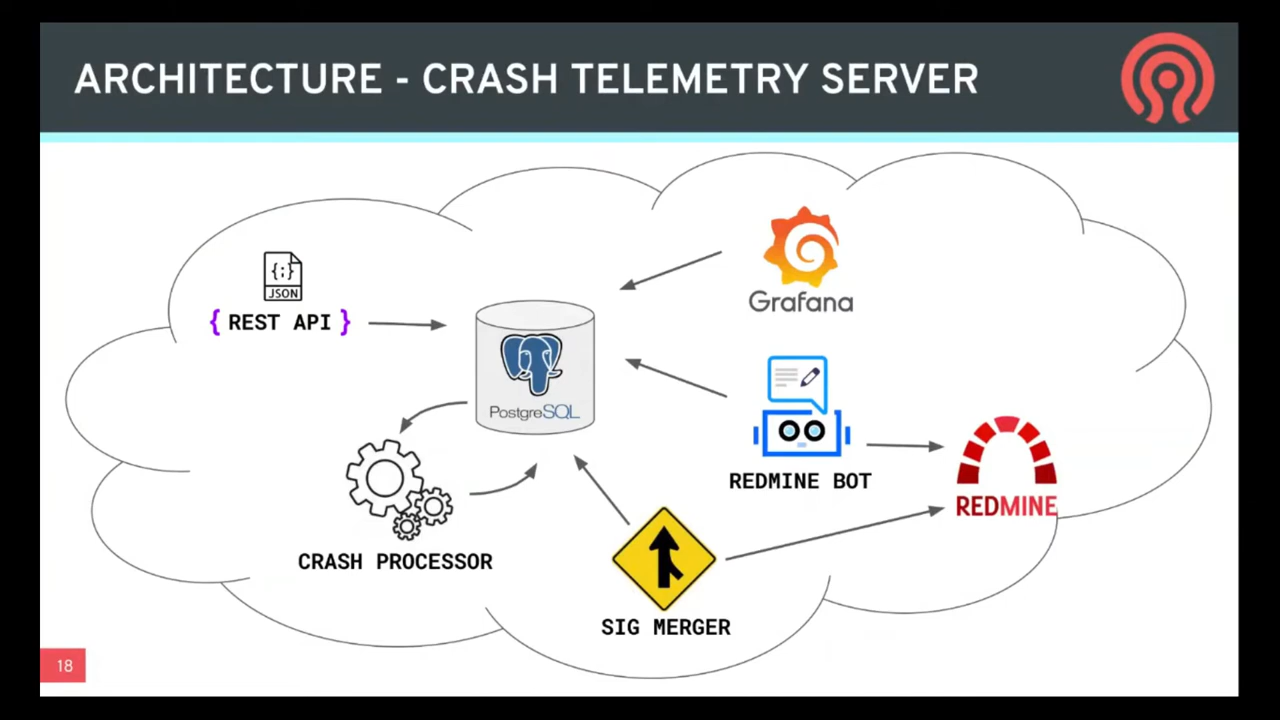 ARCHITECTURE - CRASH TELEMETRY SERVER
{;}
JSON
{ REST API }
PostgreSQL
Grafana
REDMINE BOT
REDMINE
CRASH PROCESSOR
SIG MERGER
18